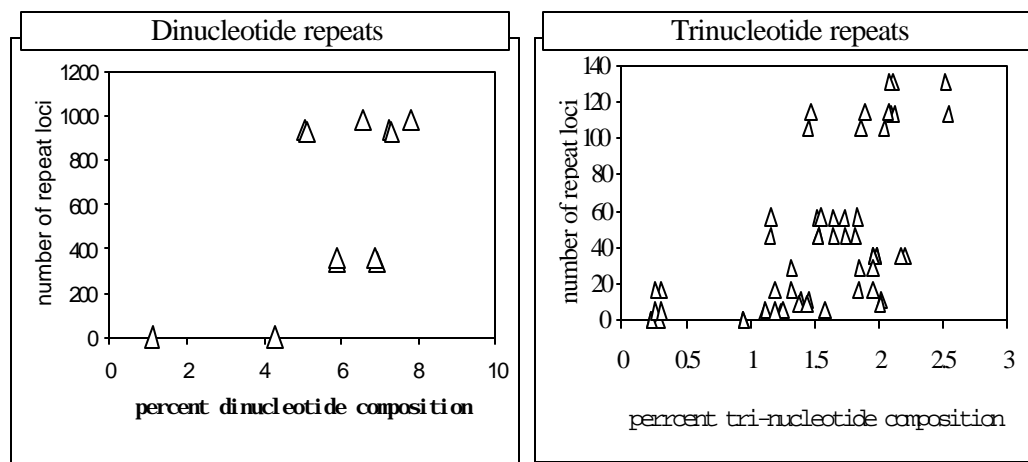 Dinucleotide repeats
number of repeat loci
1200
1000
800
600
400
200
0
0 2 4 6 8 10
percent dinucleotide composition
Trinucleotide repeats
number of repeat loci
140
120
100
80
60
40
20
0
0 0.5 1 1.5 2 2.5 3
perrcent tri-nucleotide composition